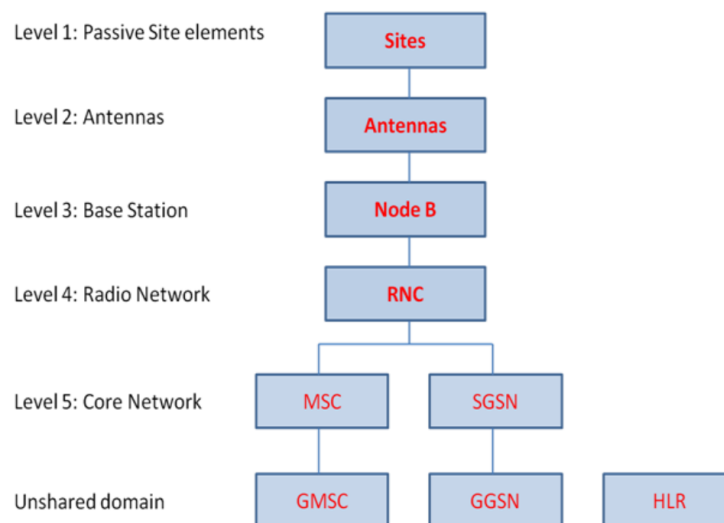 Level 1: Passive Site elements
Sites
Level 2: Antennas
Antennas
Level 3: Base Station
Node B
Level 4: Radio Network
RNC
Level 5: Core Network
MSC
SGSN
Unshared domain
GMSC
GGSN
HLR